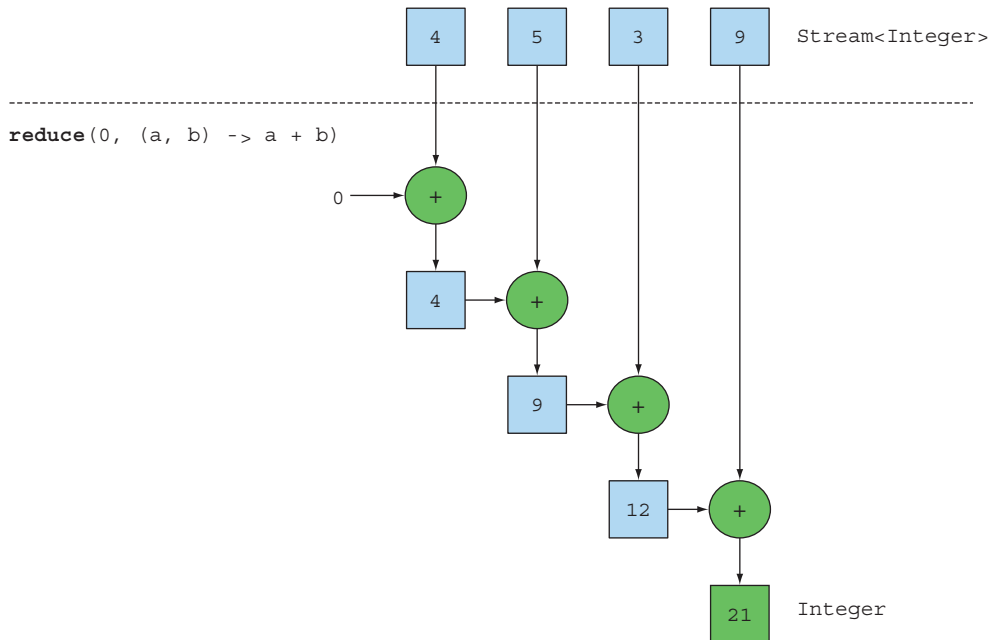 4 5 3 9 Stream<Integer>
reduce(0, (a, b) -> a + b)
0 +
4 +
9 +
12 +
21 Integer